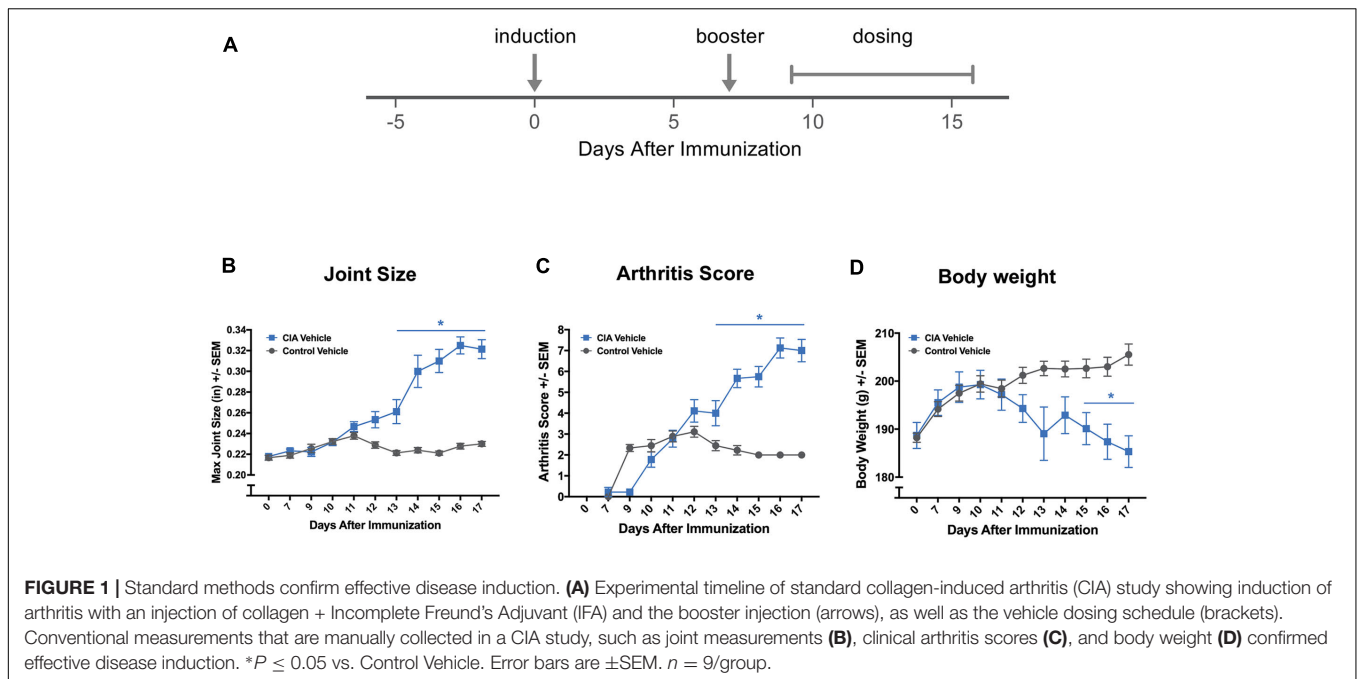 A
induction booster dosing
-5 0 5 10 15
Days After Immunization
B
Joint Size
Max Joint Size (in) +/- SEM
0.34
0.32
0.30
0.28
0.26
0.24
0.22
0.20
CIA Vehicle
Control Vehicle
*
0 7 9 10 11 12 13 14 15 16 17
Days After Immunization
C
Arthritis Score
Arthritis Score +/- SEM
8
7
6
5
4
3
2
1
0
CIA Vehicle
Control Vehicle
*
0 7 9 10 11 12 13 14 15 16 17
Days After Immunization
D
Body weight
Body Weight (g) +/- SEM
210
200
190
180
CIA Vehicle
Control Vehicle
*
0 7 9 10 11 12 13 14 15 16 17
Days After Immunization
FIGURE 1 | Standard methods confirm effective disease induction. (A) Experimental timeline of standard collagen-induced arthritis (CIA) study showing induction of
arthritis with an injection of collagen + Incomplete Freund's Adjuvant (IFA) and the booster injection (arrows), as well as the vehicle dosing schedule (brackets).
Conventional measurements that are manually collected in a CIA study, such as joint measurements (B), clinical arthritis scores (C), and body weight (D) confirmed
effective disease induction. *P ≤ 0.05 vs. Control Vehicle. Error bars are ±SEM. n = 9/group.